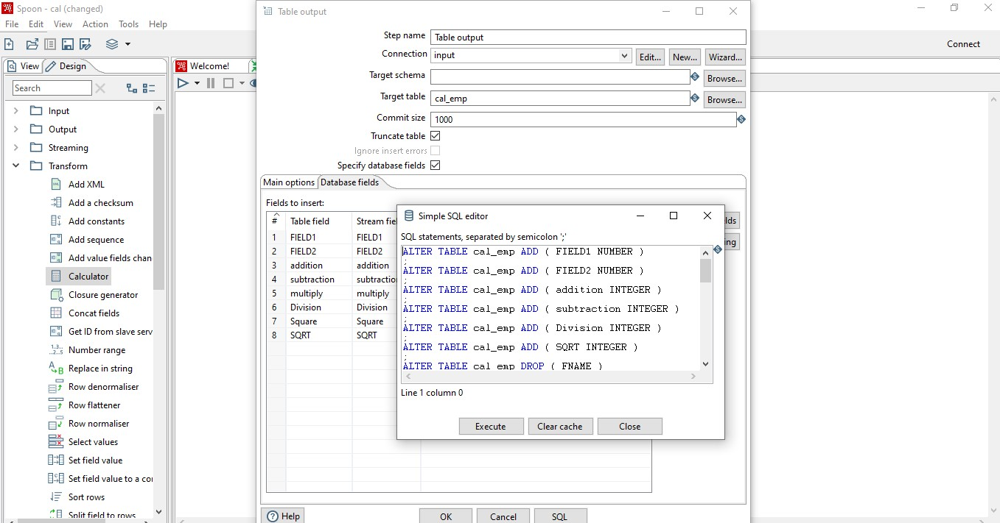 Spoon - cal (changed)
File Edit View Action Tools Help
Connect
View Design
Welcome!
Search
Input
Output
Streaming
Transform
Add XML
Add a checksum
Add constants
Add sequence
Add value fields chan
Calculator
Closure generator
Concat fields
Get ID from slave serv
Number range
Replace in string
Row denormaliser
Row flattener
Row normaliser
Select values
Set field value
Set field value to a co
Sort rows
Split field to rows
Table output
Step name Table output
Connection input Edit... New... Wizard...
Target schema Browse...
Target table cal_emp Browse...
Commit size 1000
Truncate table
Ignore insert errors
Specify database fields
Main options Database fields
Fields to insert:
# Table field Stream fie
1 FIELD1 FIELD1
2 FIELD2 FIELD2
3 addition addition
4 subtraction subtractio
5 multiply multiply
6 Division Division
7 Square Square
8 SQRT SQRT
lds
ing
Simple SQL editor
SQL statements, separated by semicolon ';'
ALTER TABLE cal_emp ADD ( FIELD1 NUMBER )
;
ALTER TABLE cal_emp ADD ( FIELD2 NUMBER )
;
ALTER TABLE cal_emp ADD ( addition INTEGER )
;
ALTER TABLE cal_emp ADD ( subtraction INTEGER )
;
ALTER TABLE cal_emp ADD ( Division INTEGER )
;
ALTER TABLE cal_emp ADD ( SQRT INTEGER )
;
ALTER TABLE cal_emp DROP ( FNAME )
Line 1 column 0
Execute Clear cache Close
Help OK Cancel SQL